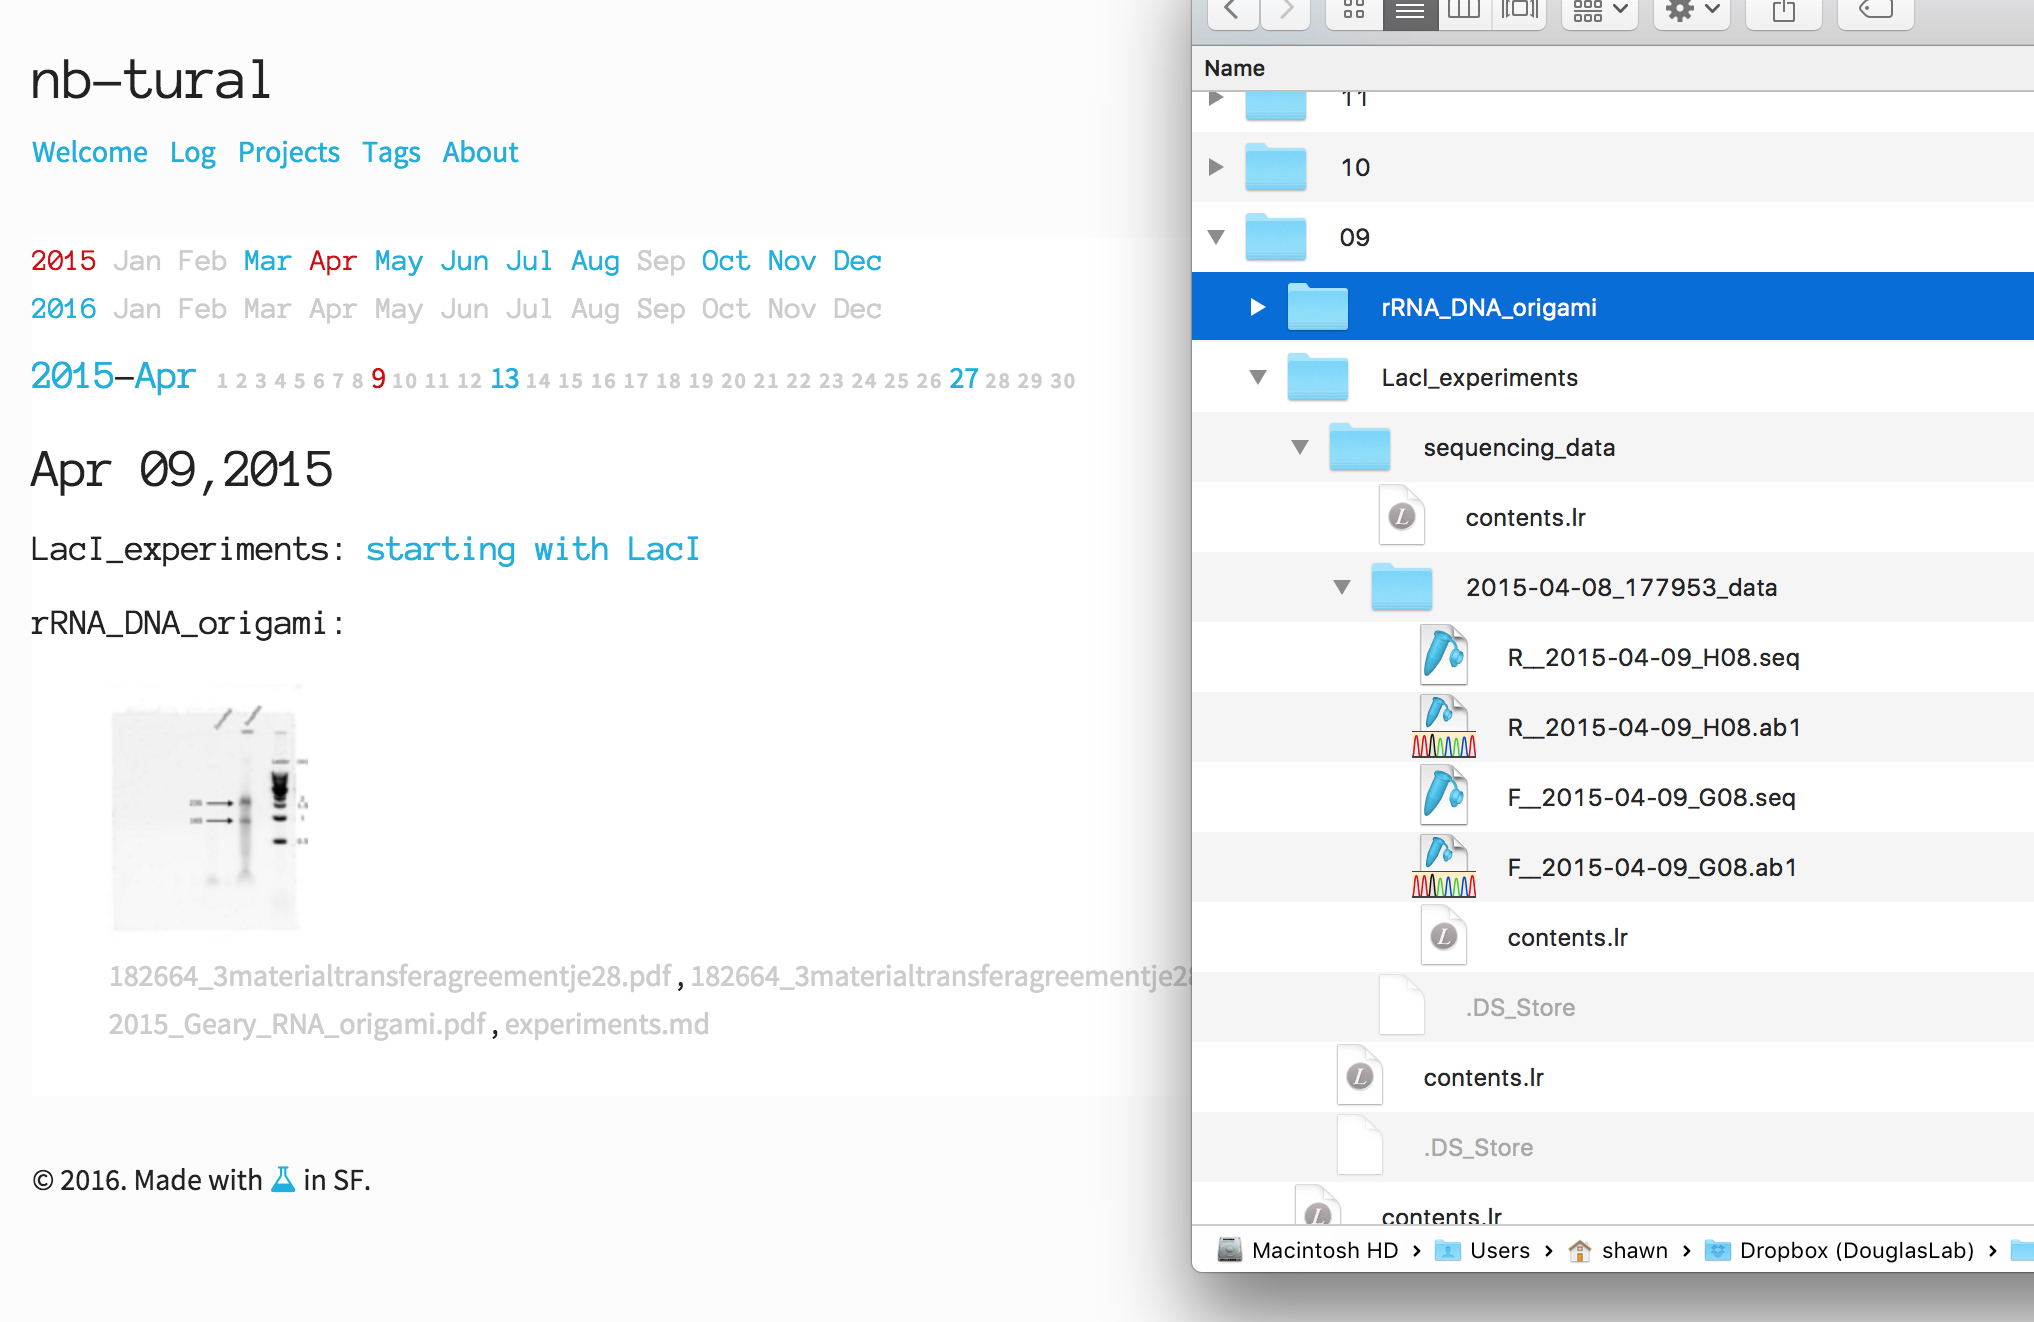 nb-tural
Welcome Log Projects Tags About
2015 Jan Feb Mar Apr May Jun Jul Aug Sep Oct Nov Dec
2016 Jan Feb Mar Apr May Jun Jul Aug Sep Oct Nov Dec
2015-Apr 1 2 3 4 5 6 7 8 9 10 11 12 13 14 15 16 17 18 19 20 21 22 23 24 25 26 27 28 29 30
Apr 09,2015
LacI_experiments: starting with LacI
rRNA_DNA_origami:
182664_3materialtransferagreementje28.pdf , 182664_3materialtransferagreementje28
2015_Geary_RNA_origami.pdf , experiments.md
© 2016. Made with in SF.
Name
11
10
09
rRNA_DNA_origami
LacI_experiments
sequencing_data
contents.lr
2015-04-08_177953_data
R__2015-04-09_H08.seq
R__2015-04-09_H08.ab1
F__2015-04-09_G08.seq
F__2015-04-09_G08.ab1
contents.lr
.DS_Store
contents.lr
.DS_Store
contents.lr
Macintosh HD › Users › shawn › Dropbox (DouglasLab) ›